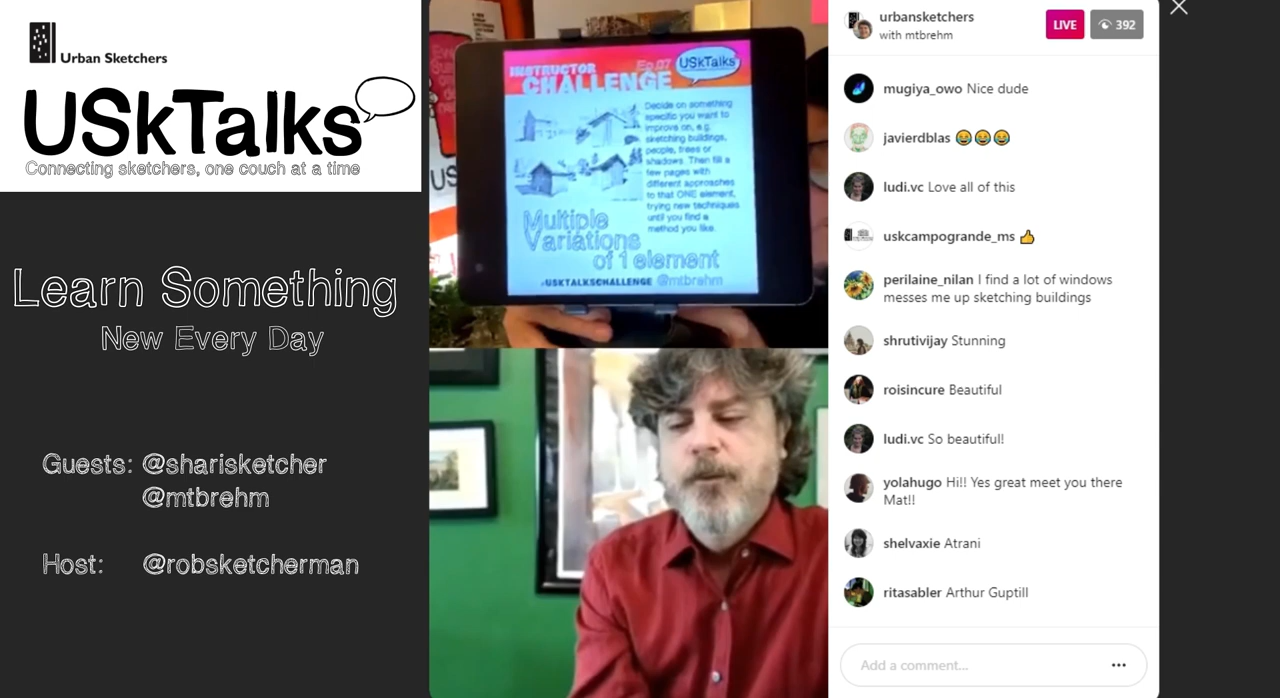 Urban Sketchers
USkTalks
Connecting sketchers, one couch at a time
Learn Something
New Every Day
Guests: @sharisketcher
@mtbrehm
Host: @robsketcherman
INSTRUCTOR
CHALLENGE
Ep.07
USkTalks
Decide on something
specific you want to
improve on, e.g.
sketching buildings,
people, trees or
shadows. Then fill a
few pages with
different approaches
to that ONE element,
trying new techniques
until you find a
method you like.
Multiple
Variations
of 1 element
#USKTALKSCHALLENGE @mtbrehm
US
urbansketchers
with mtbrehm
LIVE
392
mugiya_owo Nice dude
javierdblas 😂😂😂
ludi.vc Love all of this
uskcampogrande_ms 👍
perilaine_nilan I find a lot of windows
messes me up sketching buildings
shrutivijay Stunning
roisincure Beautiful
ludi.vc So beautiful!
yolahugo Hi!! Yes great meet you there
Mat!!
shelvaxie Atrani
ritasabler Arthur Guptill
Add a comment...